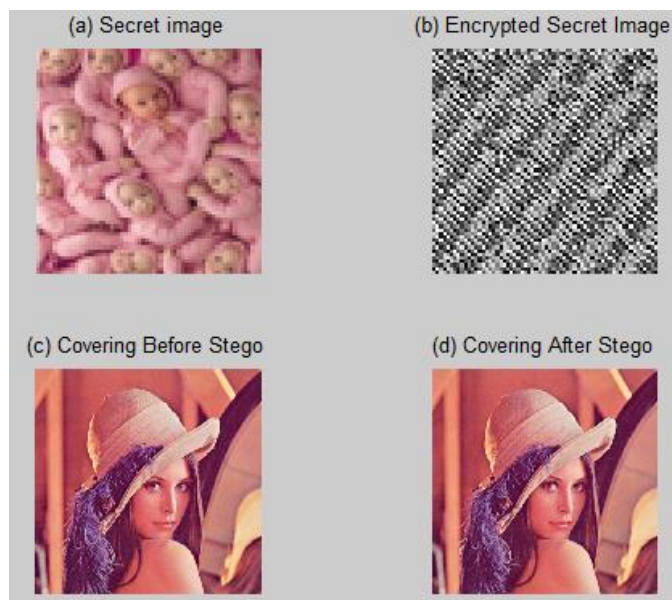 (a) Secret image
(b) Encrypted Secret Image
(c) Covering Before Stego
(d) Covering After Stego